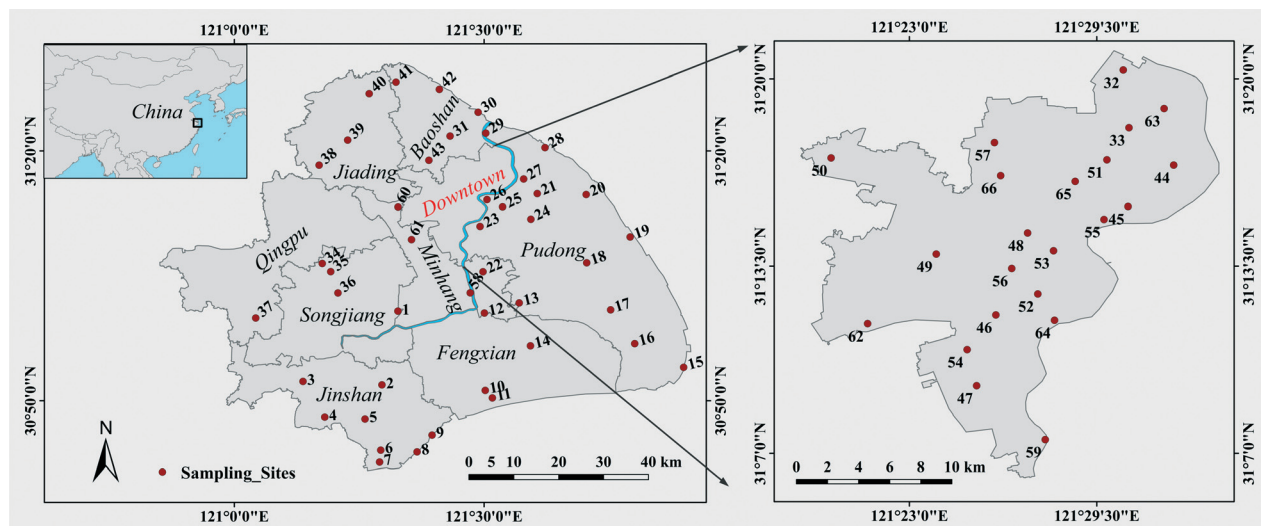 121°0'0"E
121°30'0"E
121°23'0"E
121°29'30"E
31°20'0"N
30°50'0"N
31°20'0"N
30°50'0"N
31°20'0"N
31°13'30"N
31°7'0"N
31°20'0"N
31°13'30"N
31°7'0"N
China
40
41
42
30
29
28
39
31
Baoshan
38
43
Jiading
27
60
Downtown
26
21
20
25
24
61
23
19
Qingpu
34
35
Minhang
Pudong
22
18
36
58
37
Songjiang
1
12
13
17
14
16
Fengxian
15
3
2
Jinshan
10
11
4
5
9
6
8
7
N
Sampling_Sites
0 10 20 30 40 km
32
63
57
33
50
51
44
66
65
45
55
48
49
53
56
52
46
62
64
54
47
59
0 2 4 6 8 10 km
121°0'0"E
121°30'0"E
121°23'0"E
121°29'30"E